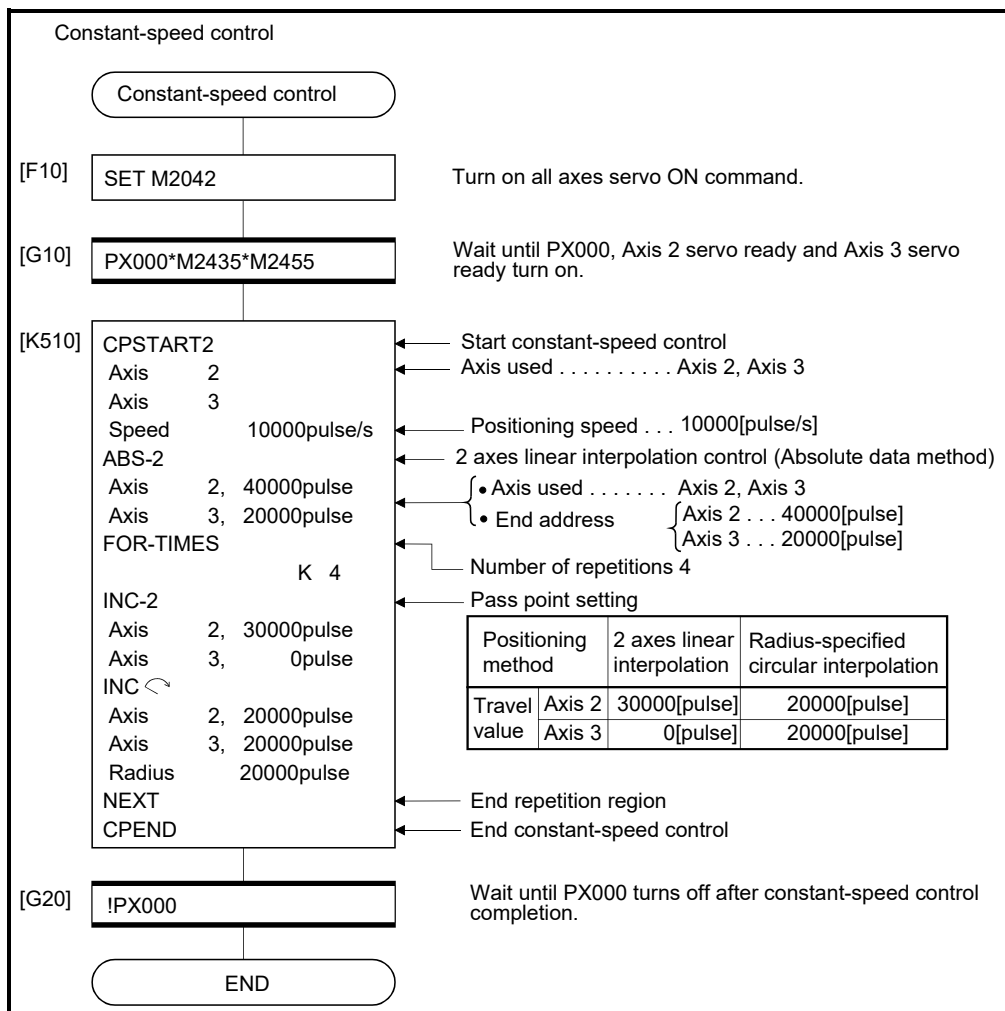 Constant-speed control
Constant-speed control
[F10]
SET M2042
Turn on all axes servo ON command.
[G10]
PX000*M2435*M2455
Wait until PX000, Axis 2 servo ready and Axis 3 servo
ready turn on.
[K510]
CPSTART2
Start constant-speed control
Axis 2
Axis used . . . . . . . . . . Axis 2, Axis 3
Axis 3
Speed 10000pulse/s
Positioning speed . . . 10000[pulse/s]
ABS-2
2 axes linear interpolation control (Absolute data method)
Axis 2, 40000pulse
• Axis used . . . . . . . Axis 2, Axis 3
Axis 3, 20000pulse
• End address
Axis 2 . . . 40000[pulse]
Axis 3 . . . 20000[pulse]
FOR-TIMES
K 4
Number of repetitions 4
INC-2
Pass point setting
Axis 2, 30000pulse
Axis 3, 0pulse
INC
Axis 2, 20000pulse
Axis 3, 20000pulse
Radius 20000pulse
Positioning method
2 axes linear interpolation
Radius-specified circular interpolation
Travel value
Axis 2 30000[pulse] 20000[pulse]
Axis 3 0[pulse] 20000[pulse]
NEXT
End repetition region
CPEND
End constant-speed control
[G20]
!PX000
Wait until PX000 turns off after constant-speed control
completion.
END